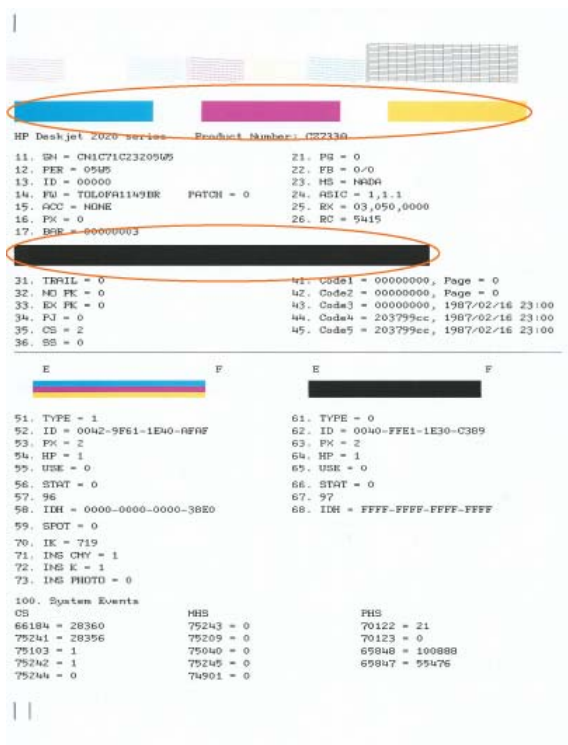 HP Deskjet 2020 series Product Number: CZ733A
11. SN = CN1C71C23205W5 21. PG = 0
12. PER = 05W5 22. FB = 0/0
13. ID = 00000 23. MS = NADA
14. FW = TOL0FA1149BR PATCH = 0 24. ASIC = 1,1.1
15. ACC = NONE 25. RX = 03,050,0000
16. PX = 0 26. RC = 5415
17. BAR = 00000003
31. TRAIL = 0 41. Code1 = 00000000, Page = 0
32. NO PK = 0 42. Code2 = 00000000, Page = 0
33. EX PK = 0 43. Code3 = 00000000, 1987/02/16 23:00
34. PJ = 0 44. Code4 = 203799cc, 1987/02/16 23:00
35. CS = 2 45. Code5 = 203799cc, 1987/02/16 23:00
36. SS = 0
E F E F
51. TYPE = 1 61. TYPE = 0
52. ID = 0042-9F61-1E40-AFAF 62. ID = 0040-FFE1-1E30-C389
53. PX = 2 63. PX = 2
54. HP = 1 64. HP = 1
55. USE = 0 65. USE = 0
56. STAT = 0 66. STAT = 0
57. 96 67. 97
58. IDH = 0000-0000-0000-38E0 68. IDH = FFFF-FFFF-FFFF-FFFF
59. SPOT = 0
70. IK = 719
71. INS CMY = 1
72. INS K = 1
73. INS PHOTO = 0
100. System Events
CS MHS PHS
66184 = 28360 75243 = 0 70122 = 21
75241 = 28356 75209 = 0 70123 = 0
75103 = 1 75040 = 0 65848 = 100888
75242 = 1 75245 = 0 65847 = 55476
75244 = 0 74901 = 0